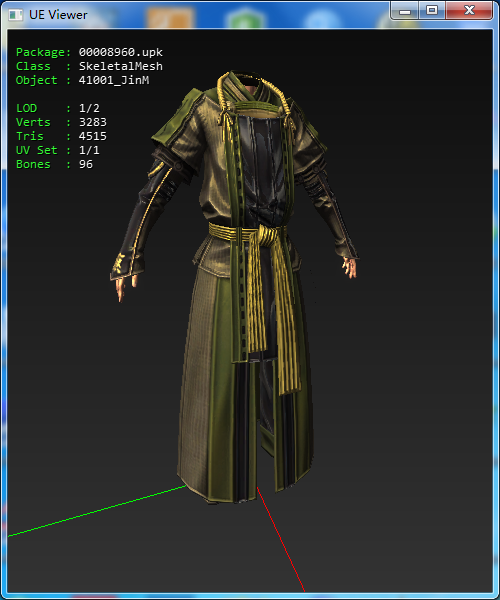 UE Viewer
Package: 00008960.upk
Class  : SkeletalMesh
Object : 41001_JinM
LOD    : 1/2
Verts  : 3283
Tris   : 4515
UV Set : 1/1
Bones  : 96